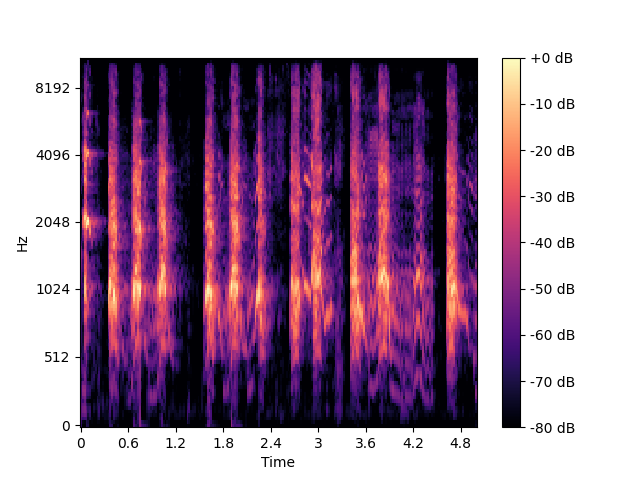 8192
4096
2048
1024
512
0
Hz
0 0.6 1.2 1.8 2.4 3 3.6 4.2 4.8
Time
+0 dB
-10 dB
-20 dB
-30 dB
-40 dB
-50 dB
-60 dB
-70 dB
-80 dB